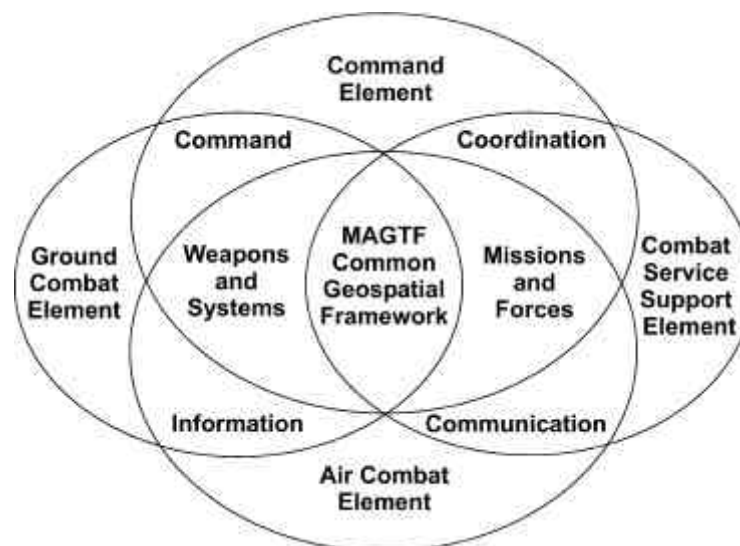 Command
Element
Command
Coordination
Ground
Combat
Element
Weapons
and
Systems
MAGTF
Common
Geospatial
Framework
Missions
and
Forces
Combat
Service
Support
Element
Information
Communication
Air Combat
Element